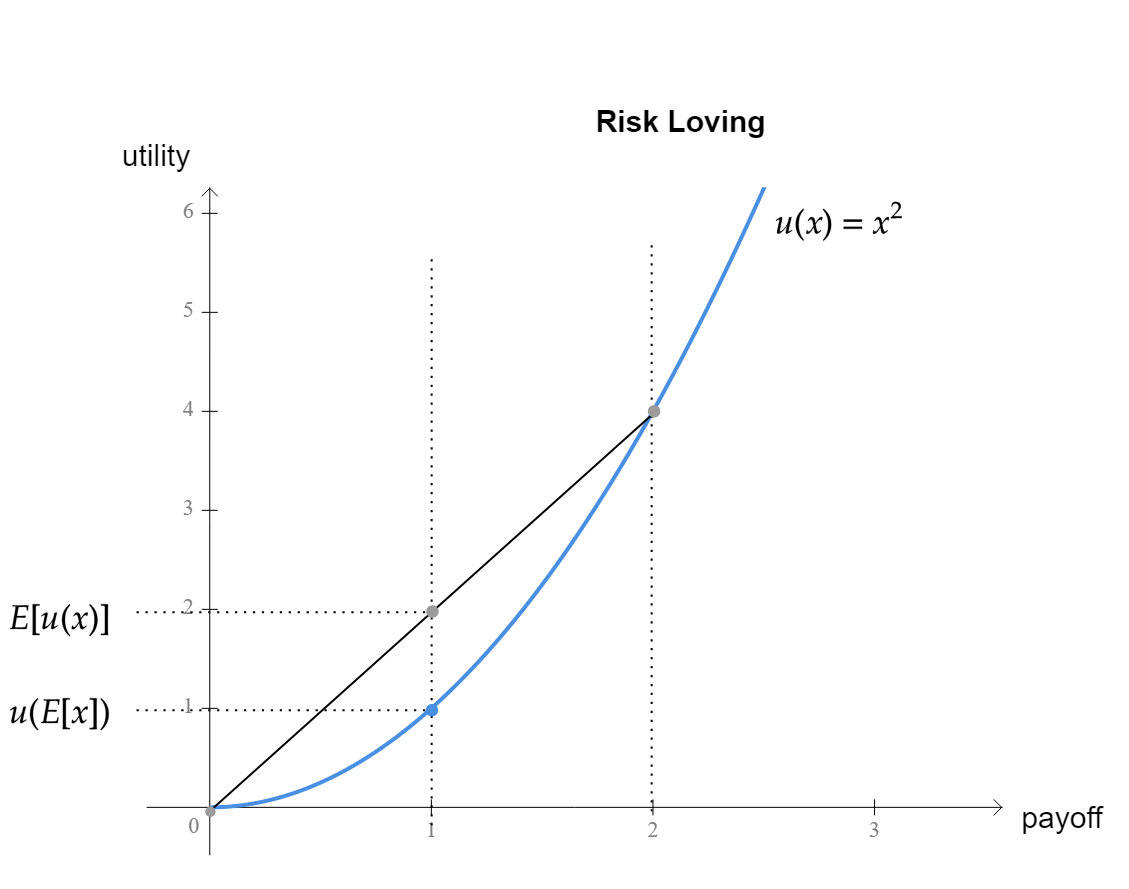 Risk Loving
utility
6
u(x) = x²
5
4
3
2
E[u(x)]
1
u(E[x])
0
1
2
3
payoff